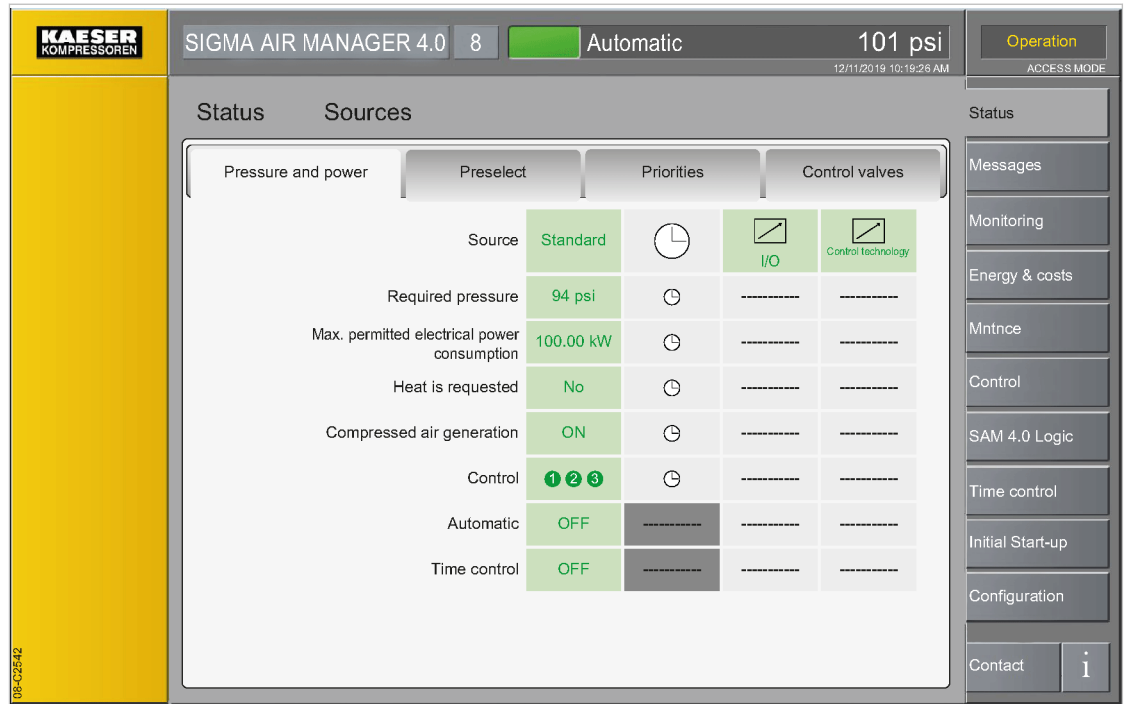 KAESER
KOMPRESSOREN
SIGMA AIR MANAGER 4.0 8 Automatic 101 psi
12/11/2019 10:19:26 AM
Operation
ACCESS MODE
Status Sources
Pressure and power Preselect Priorities Control valves
Source Standard I/O Control technology
Required pressure 94 psi ----------- -----------
Max. permitted electrical power
consumption 100.00 kW ----------- -----------
Heat is requested No ----------- -----------
Compressed air generation ON ----------- -----------
Control 1 2 3 ----------- -----------
Automatic OFF ----------- ----------- -----------
Time control OFF ----------- ----------- -----------
Status
Messages
Monitoring
Energy & costs
Mntnce
Control
SAM 4.0 Logic
Time control
Initial Start-up
Configuration
Contact i
08-C2542